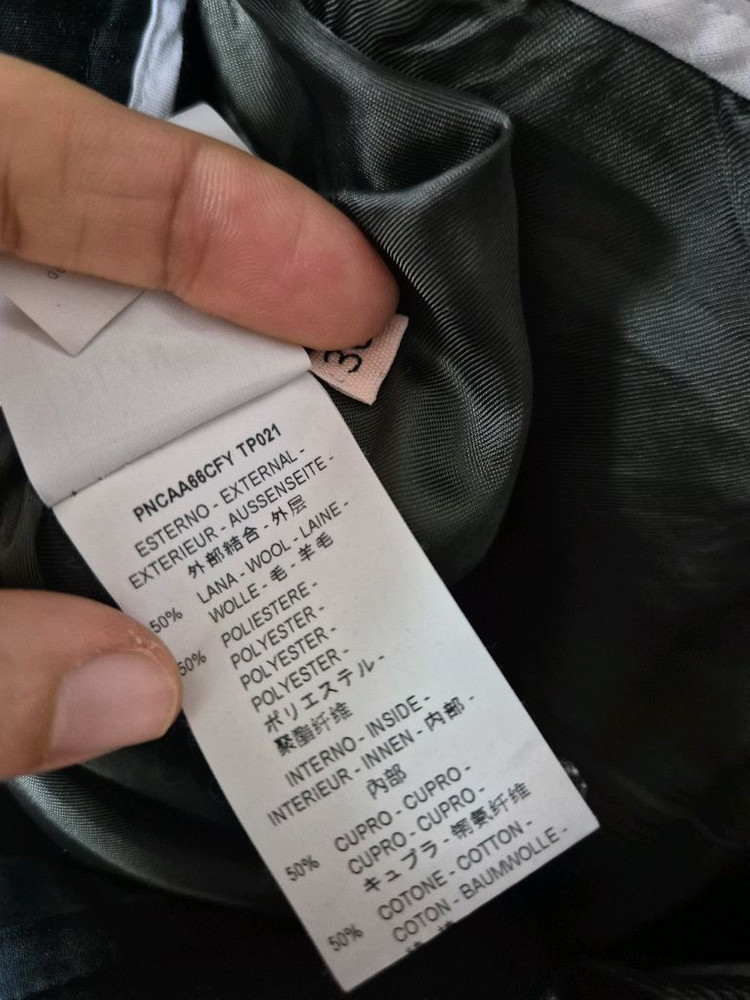 PNCAA66CFY TP021
ESTERNO - EXTERNAL -
EXTERIEUR - AUSSENSEITE -
外部結合 - 外层
50% LANA - WOOL - LAINE -
WOLLE - 毛 - 羊毛
50% POLIESTERE -
POLYESTER -
POLYESTER -
POLYESTER -
ポリエステル -
聚酯纤维
INTERNO - INSIDE -
INTERIEUR - INNEN - 内部 -
內部
50% CUPRO - CUPRO -
CUPRO - CUPRO -
キュプラ - 铜氨纤维
50% COTONE - COTTON -
COTON - BAUMWOLLE -